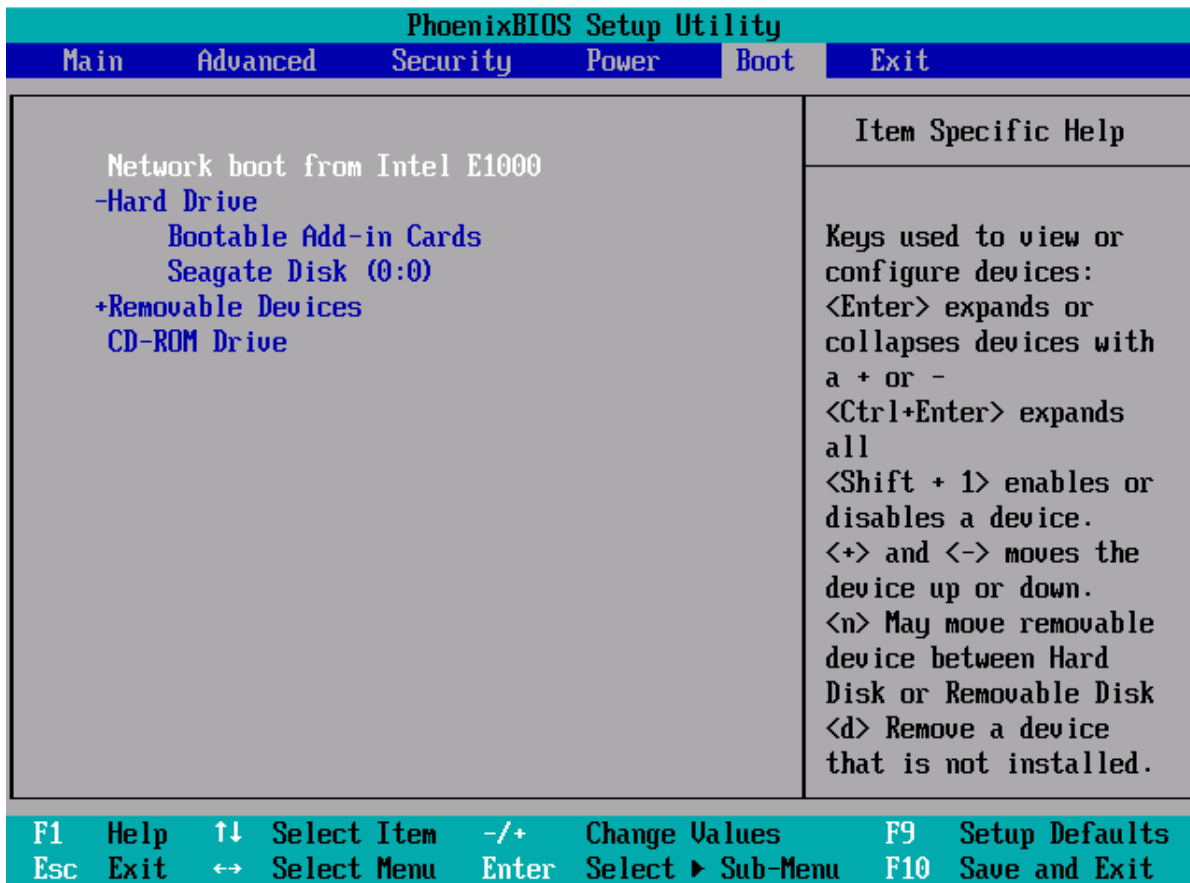 PhoenixBIOS Setup Utility
Main Advanced Security Power Boot Exit
Network boot from Intel E1000
-Hard Drive
Bootable Add-in Cards
Seagate Disk (0:0)
+Removable Devices
CD-ROM Drive
Item Specific Help
Keys used to view or
configure devices:
<Enter> expands or
collapses devices with
a + or -
<Ctrl+Enter> expands
all
<Shift + 1> enables or
disables a device.
<+> and <-> moves the
device up or down.
<n> May move removable
device between Hard
Disk or Removable Disk
<d> Remove a device
that is not installed.
F1 Help ↑↓ Select Item -/+ Change Values F9 Setup Defaults
Esc Exit ↔ Select Menu Enter Select ▶ Sub-Menu F10 Save and Exit